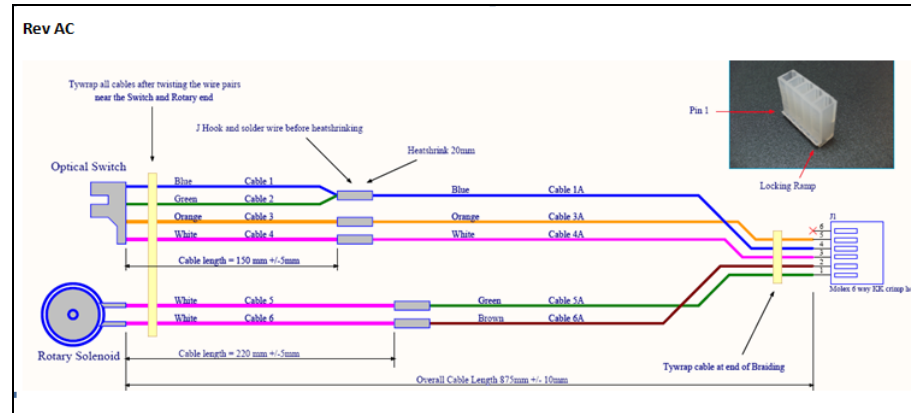 Rev AC
Tywrap all cables after twisting the wire pairs
near the Switch and Rotary end
J Hook and solder wire before heatshrinking
Heatshrink 20mm
Pin 1
Locking Ramp
Optical Switch
Blue Cable 1
Green Cable 2
Orange Cable 3
White Cable 4
Blue Cable 1A
Orange Cable 3A
White Cable 4A
Cable length = 150 mm +/-5mm
J1
6
5
4
3
2
1
Molex 6 way KK crimp
White Cable 5
White Cable 6
Green Cable 5A
Brown Cable 6A
Rotary Solenoid
Cable length = 220 mm +/-5mm
Tywrap cable at end of Braiding
Overall Cable Length 875mm +/- 10mm